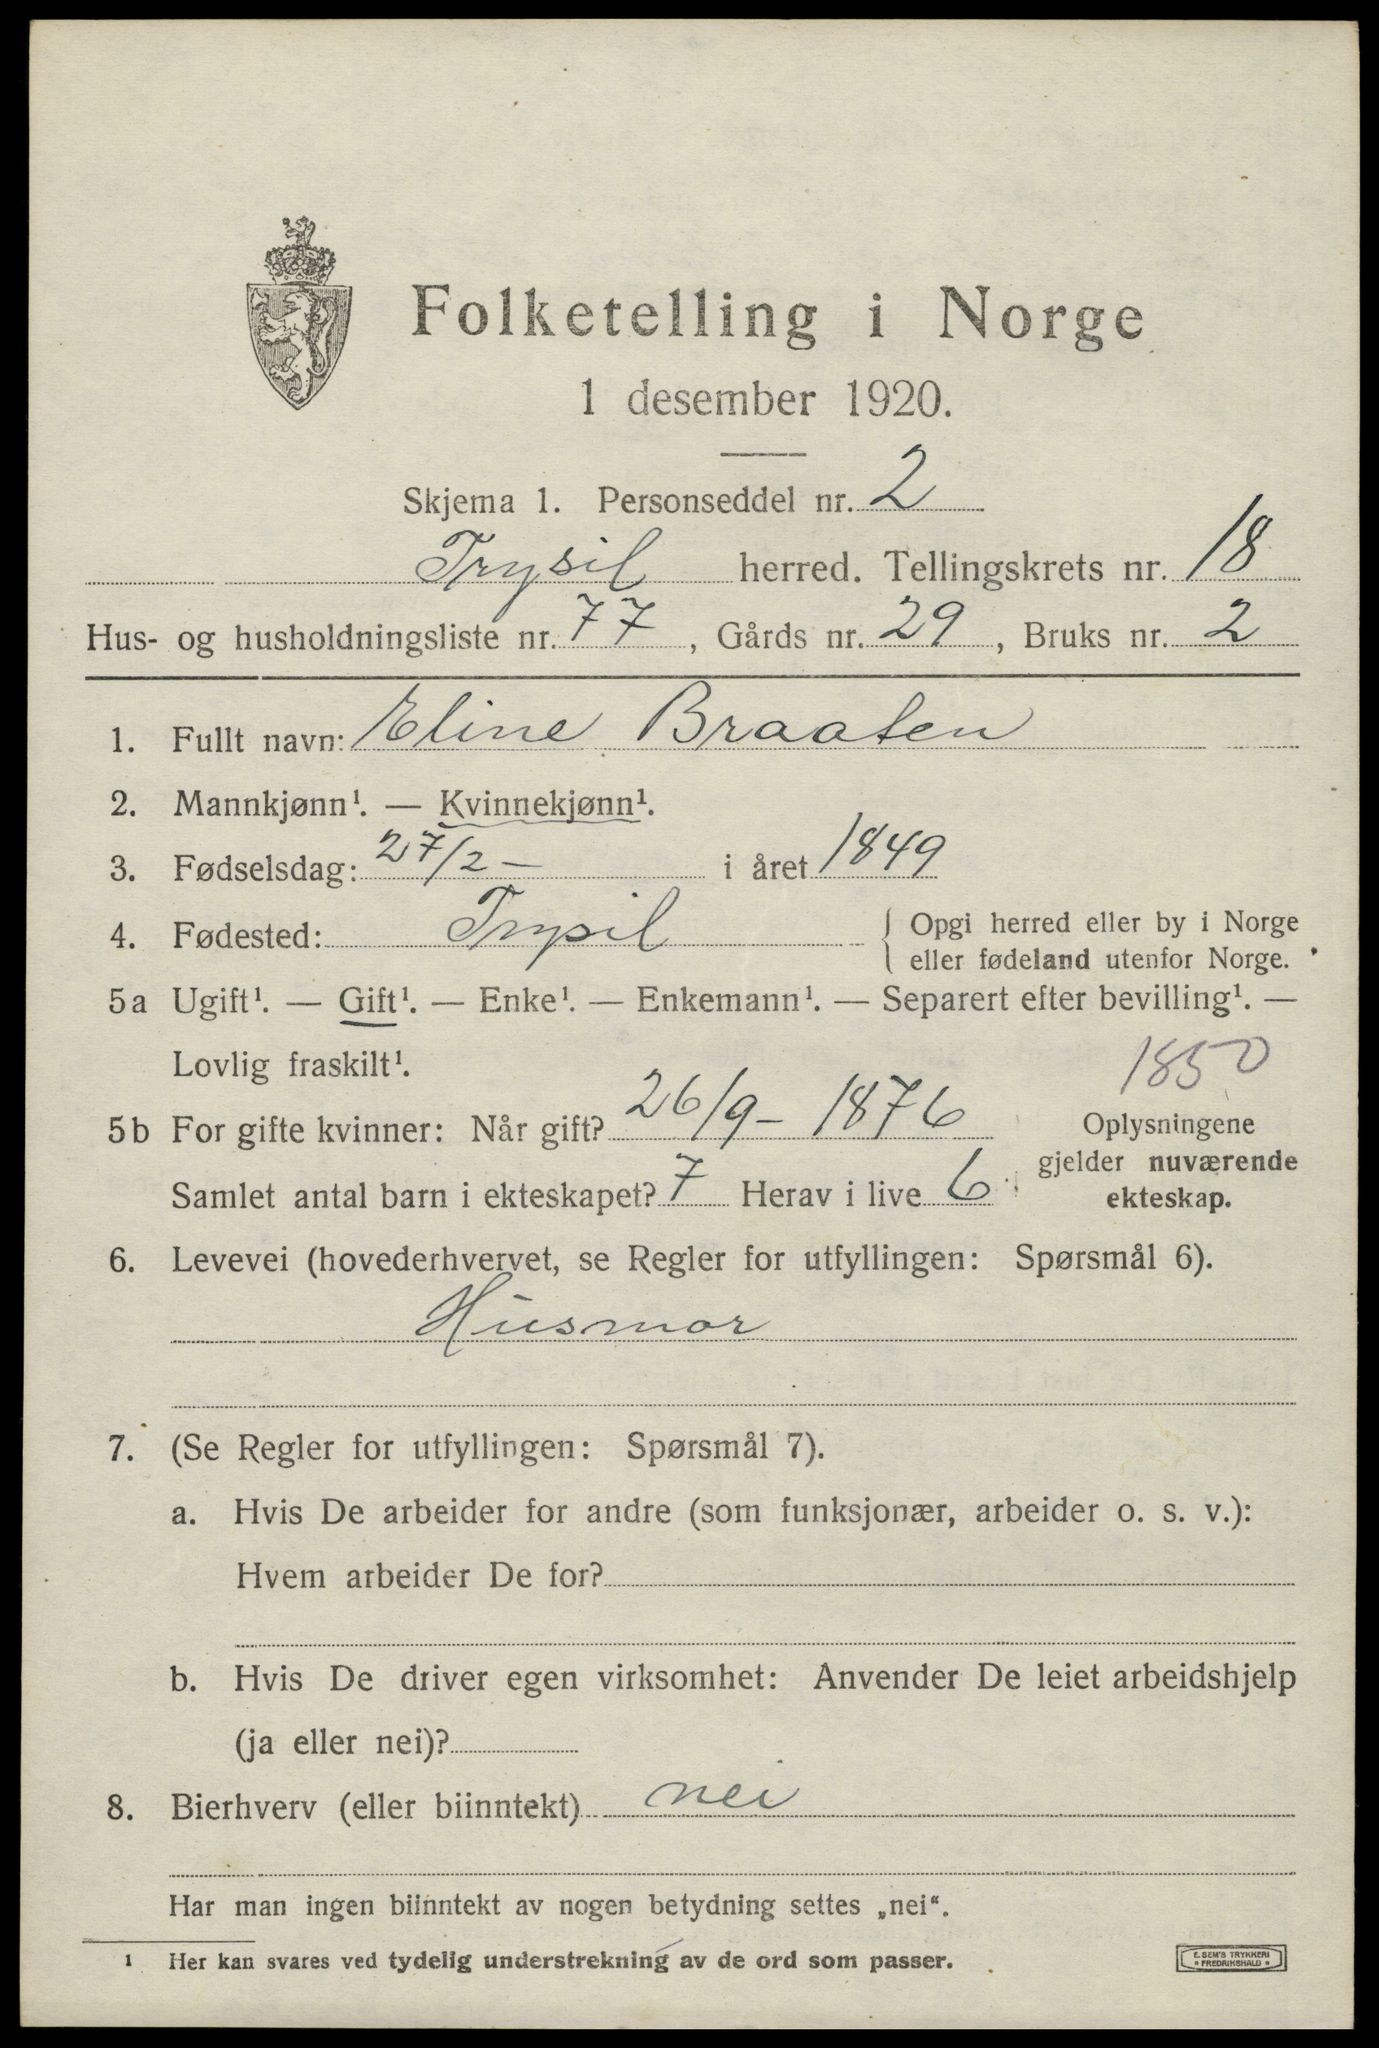 Folketelling i Norge
1 desember 1920.
Skjema 1. Personseddel nr. 2
Trysil herred. Tellingskrets nr. 18
Hus- og husholdningsliste nr. 77, Gårds nr. 29, Bruks nr. 2
1. Fullt navn: Eline Braaten
2. Mannkjønn¹. — Kvinnekjønn¹.
3. Fødselsdag: 27/2 – i året 1849
4. Fødested: Trysil { Opgi herred eller by i Norge
eller fødeland utenfor Norge.
5a Ugift¹. — Gift¹. — Enke¹. — Enkemann¹. — Separert efter bevilling¹. —
Lovlig fraskilt¹.
1850
5b For gifte kvinner: Når gift? 26/9 – 1876
Samlet antal barn i ekteskapet? 7 Herav i live 6
Oplysningene
gjelder nuværende
ekteskap.
6. Levevei (hovederhvervet, se Regler for utfyllingen: Spørsmål 6).
Husmor
7. (Se Regler for utfyllingen: Spørsmål 7).
a. Hvis De arbeider for andre (som funksjonær, arbeider o. s. v.):
Hvem arbeider De for?
b. Hvis De driver egen virksomhet: Anvender De leiet arbeidshjelp
(ja eller nei)?
8. Bierhverv (eller biinntekt) nei
Har man ingen biinntekt av nogen betydning settes „nei“.
¹ Her kan svares ved tydelig understrekning av de ord som passer.
E. SEM'S TRYKKERI
FREDRIKSHALD